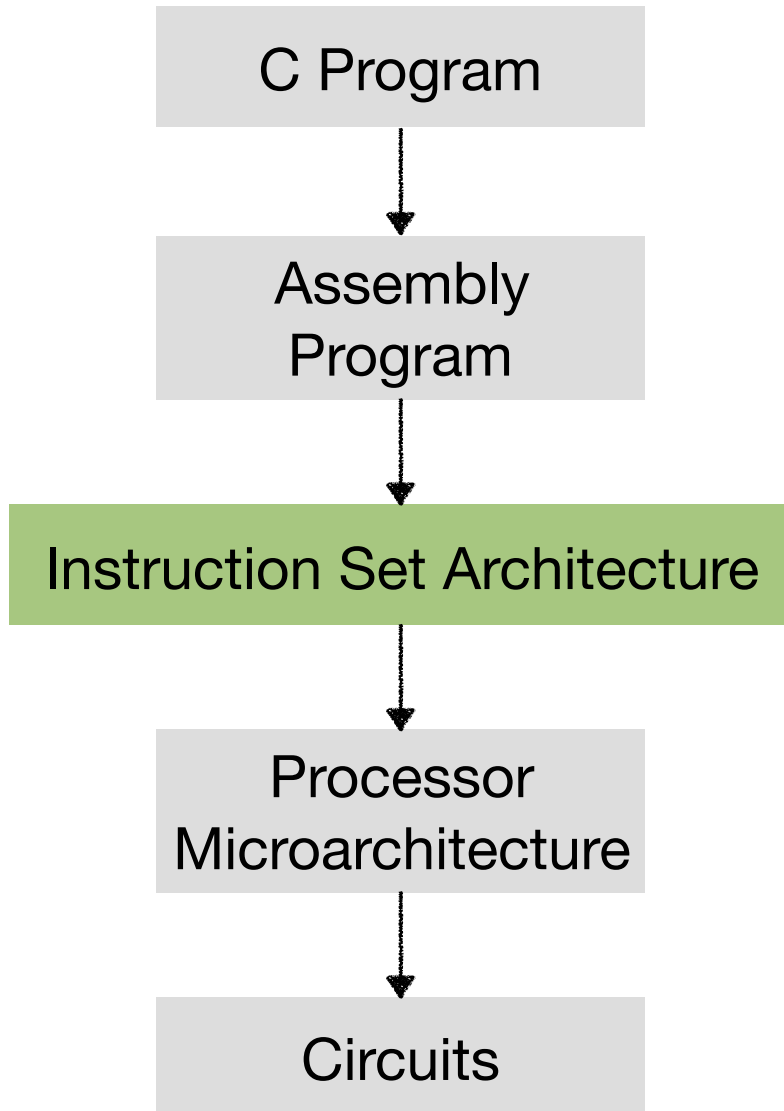 C Program
Assembly
Program
Instruction Set Architecture
Processor
Microarchitecture
Circuits